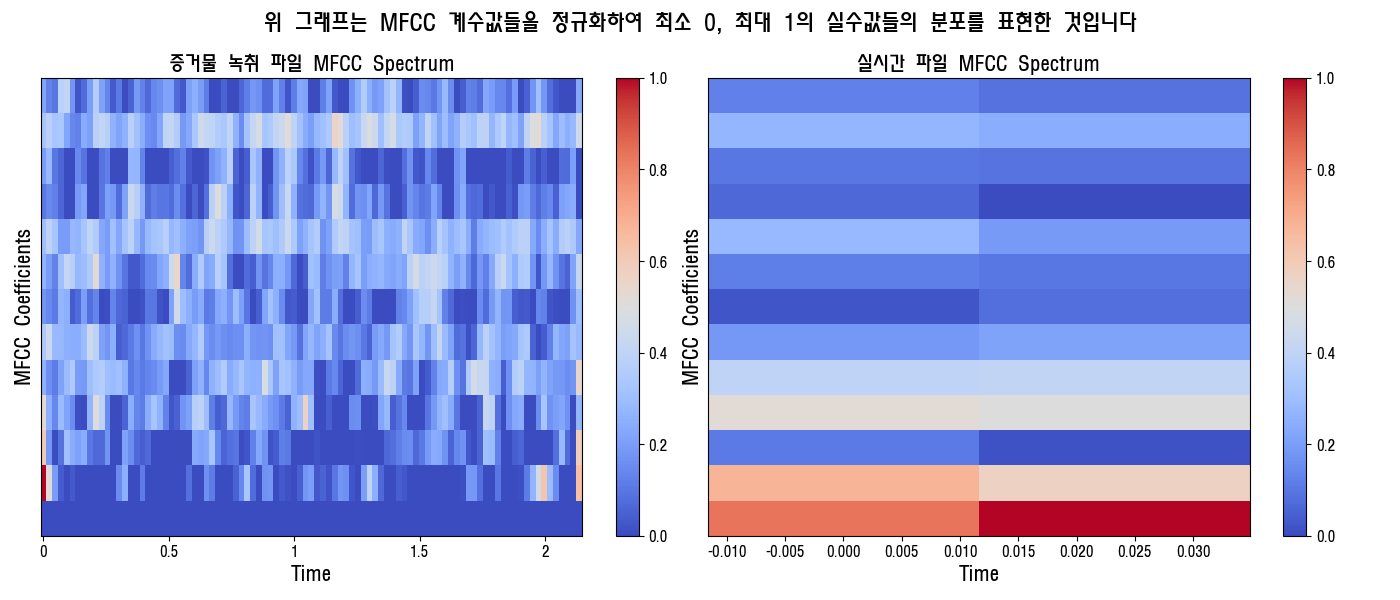 위 그래프는 MFCC 계수값들을 정규화하여 최소 0, 최대 1의 실수값들의 분포를 표현한 것입니다
증거물 녹취 파일 MFCC Spectrum
MFCC Coefficients
0 0.5 1 1.5 2
Time
1.0
0.8
0.6
0.4
0.2
0.0
실시간 파일 MFCC Spectrum
MFCC Coefficients
-0.010 -0.005 0.000 0.005 0.010 0.015 0.020 0.025 0.030
Time
1.0
0.8
0.6
0.4
0.2
0.0